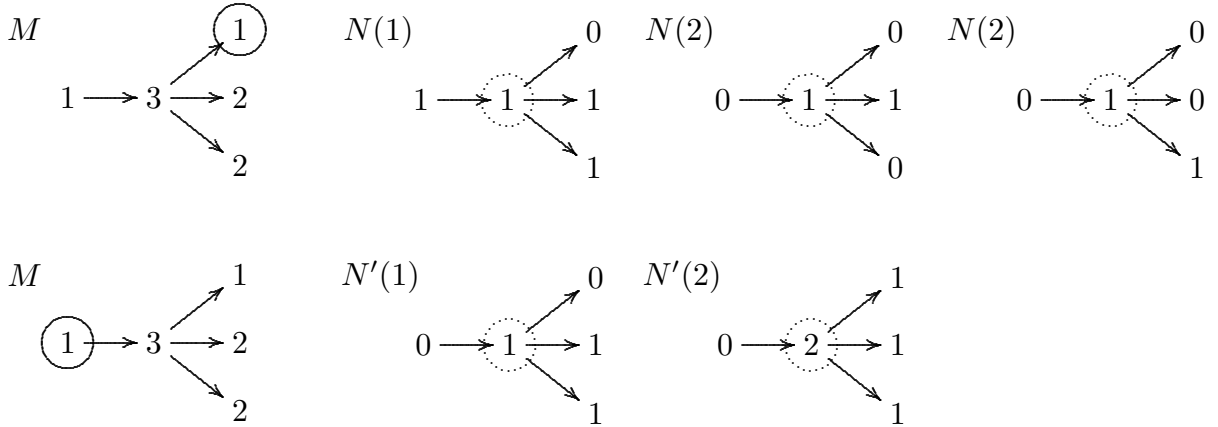 M 1 3 1 2 2
N(1) 1 1 0 1 1
N(2) 0 1 0 1 0
N(2) 0 1 0 0 1
M 1 3 1 2 2
N′(1) 0 1 0 1 1
N′(2) 0 2 1 1 1